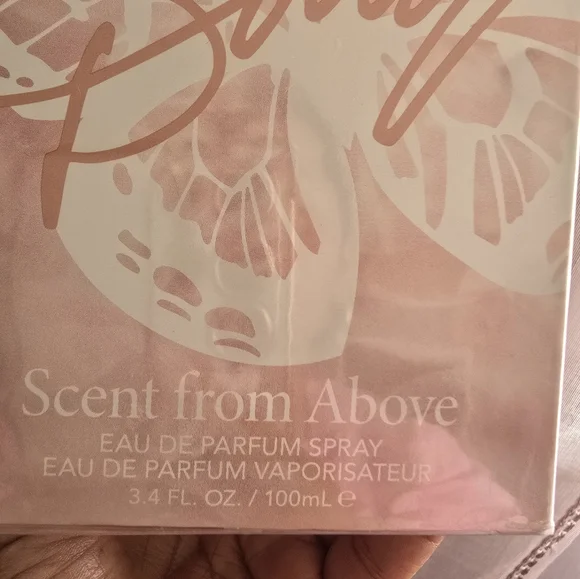 Scent from Above
EAU DE PARFUM SPRAY
EAU DE PARFUM VAPORISATEUR
3.4 FL. OZ. / 100mL ℮